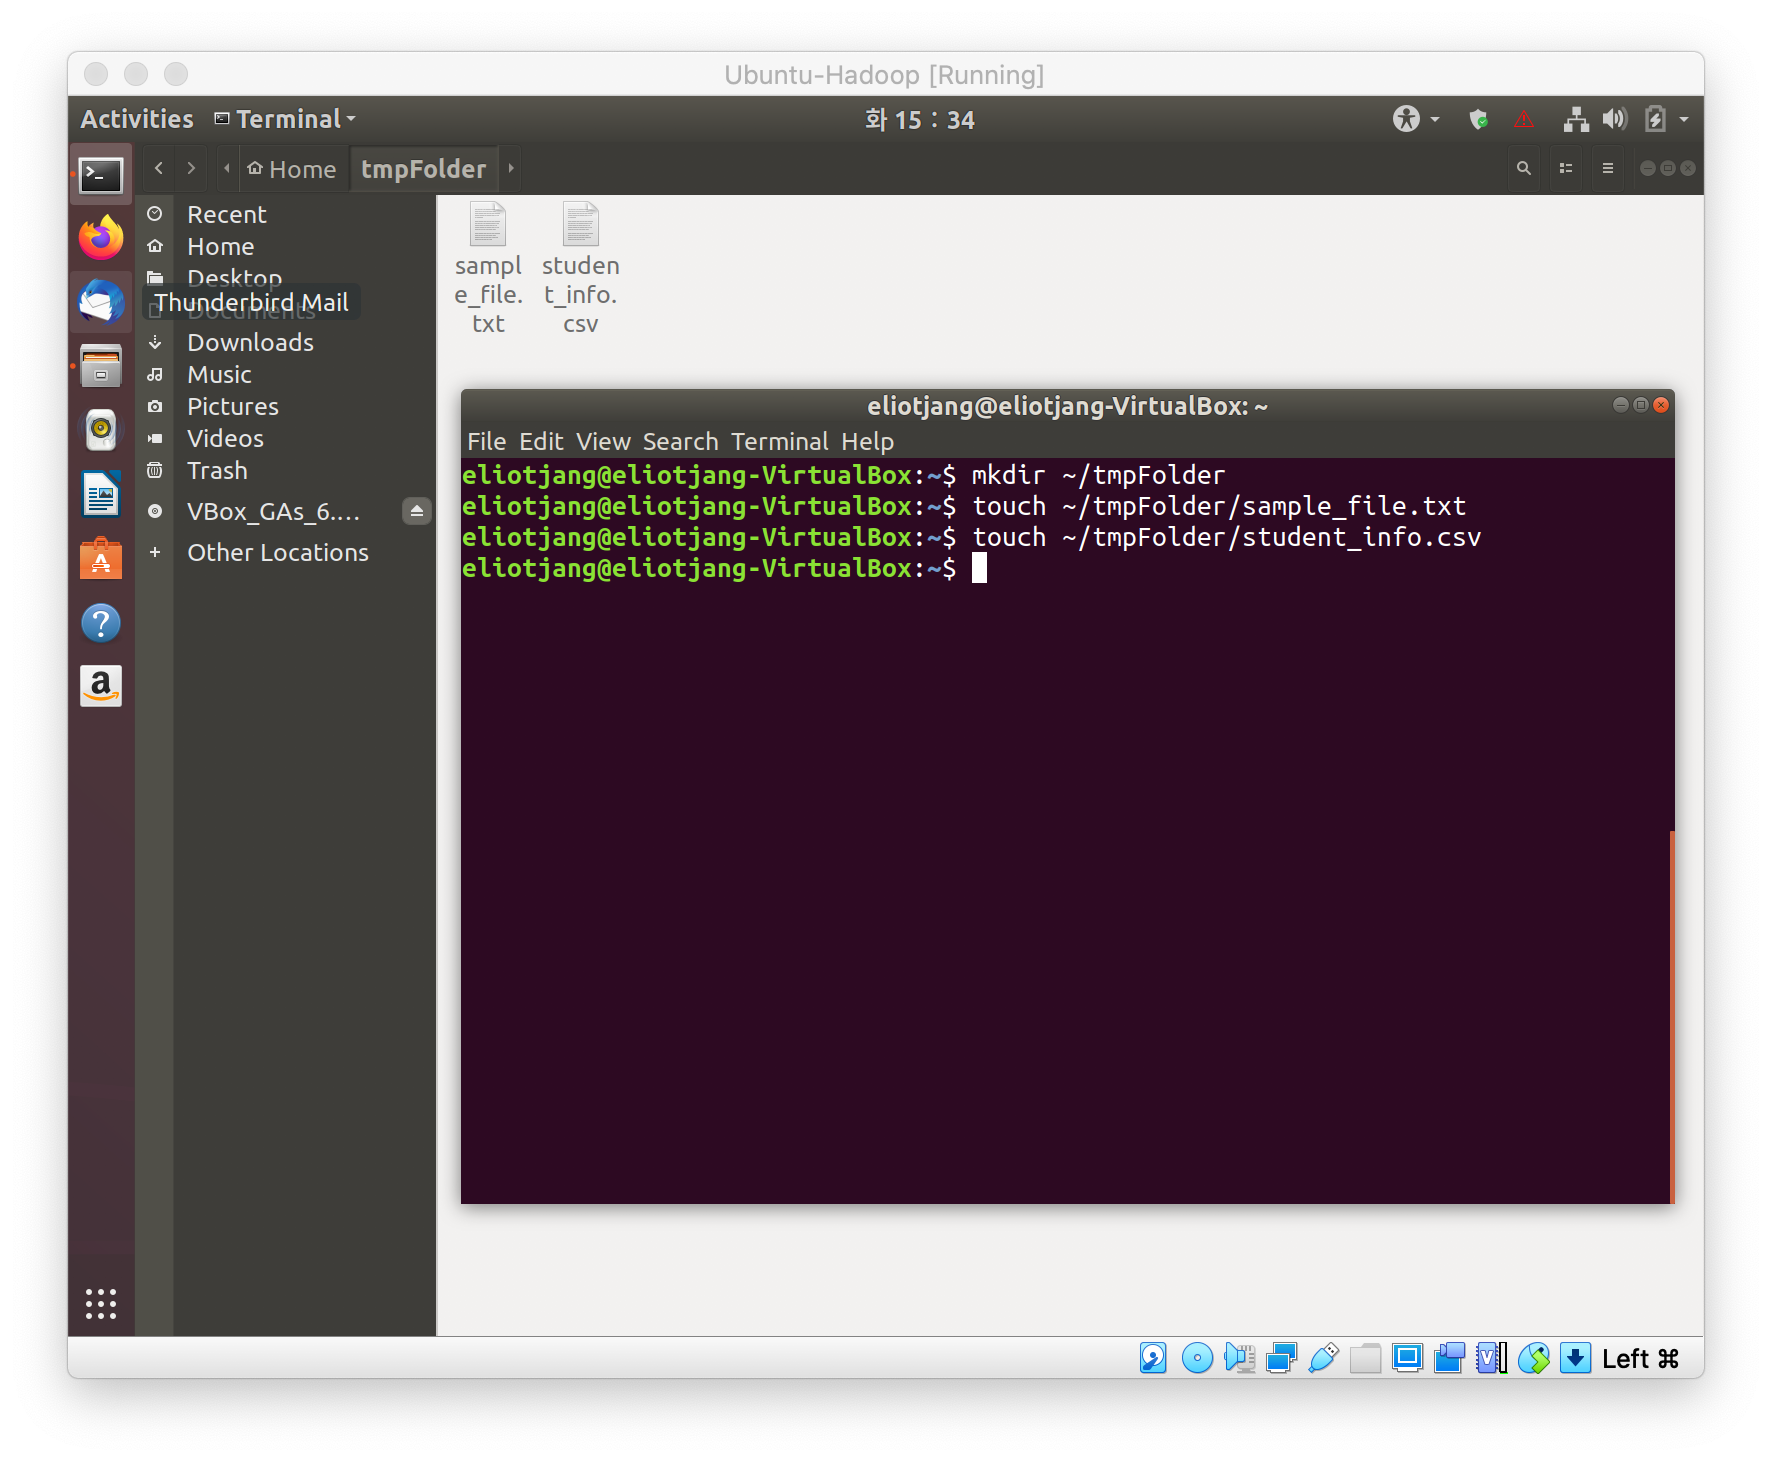 Ubuntu-Hadoop [Running]
Activities Terminal 화 15 : 34
Home tmpFolder
Recent
Home
Desktop
Thunderbird Mail
Documents
Downloads
Music
Pictures
Videos
Trash
VBox_GAs_6....
Other Locations
sampl
e_file.
txt
studen
t_info.
csv
eliotjang@eliotjang-VirtualBox: ~
File Edit View Search Terminal Help
eliotjang@eliotjang-VirtualBox:~$ mkdir ~/tmpFolder
eliotjang@eliotjang-VirtualBox:~$ touch ~/tmpFolder/sample_file.txt
eliotjang@eliotjang-VirtualBox:~$ touch ~/tmpFolder/student_info.csv
eliotjang@eliotjang-VirtualBox:~$
Left ⌘